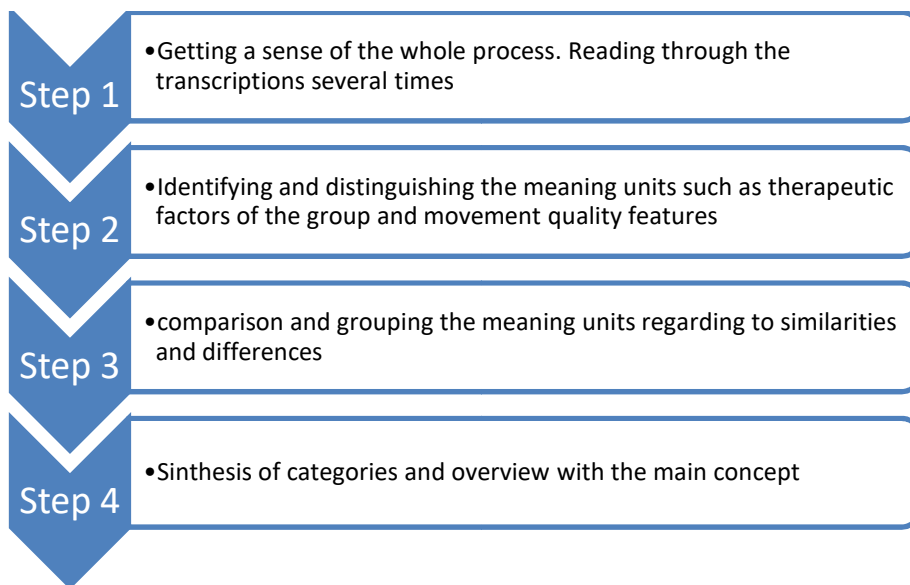 Step 1
•Getting a sense of the whole process. Reading through the
transcriptions several times
Step 2
•Identifying and distinguishing the meaning units such as therapeutic
factors of the group and movement quality features
Step 3
•comparison and grouping the meaning units regarding to similarities
and differences
Step 4
•Sinthesis of categories and overview with the main concept